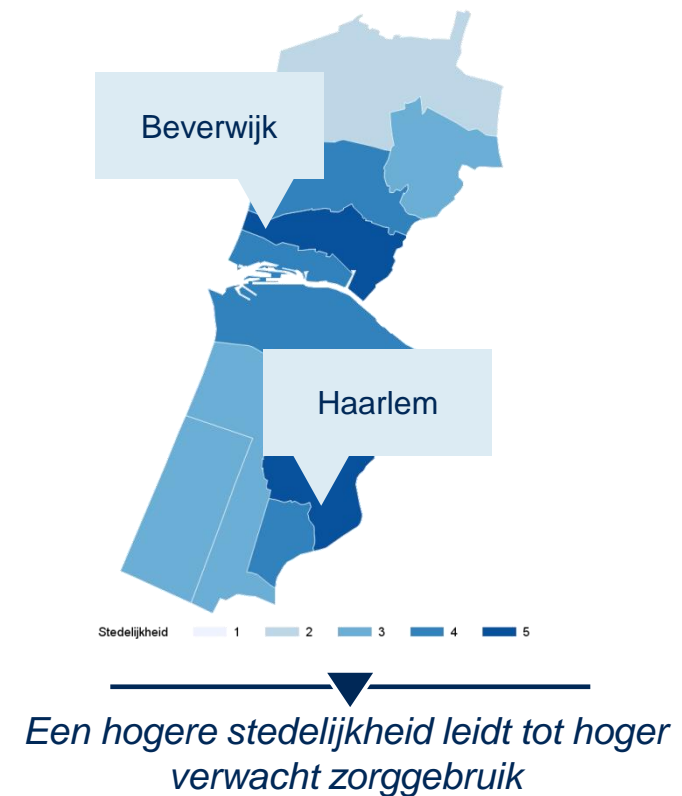 Beverwijk
Haarlem
Stedelijkheid 1 2 3 4 5
Een hogere stedelijkheid leidt tot hoger
verwacht zorggebruik